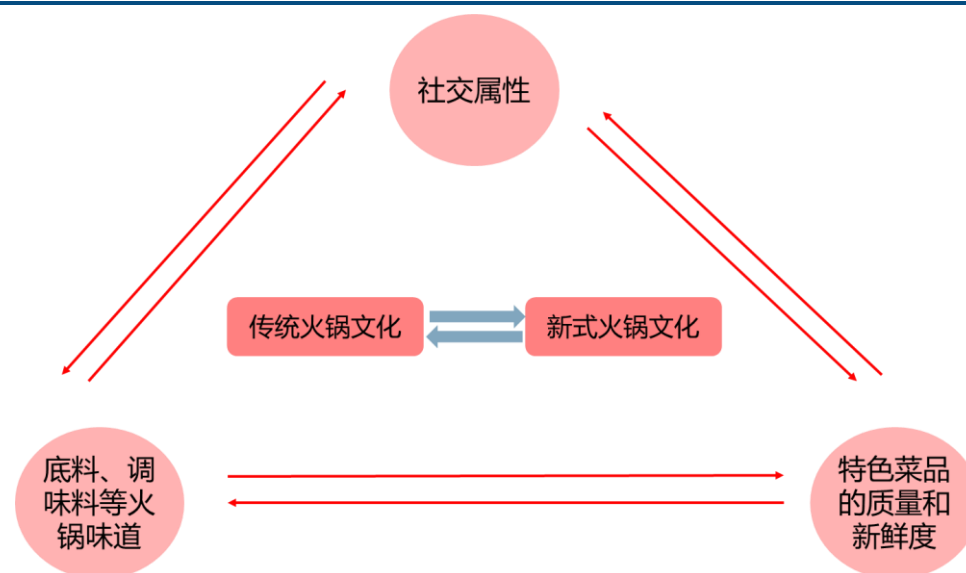 社交属性
传统火锅文化
新式火锅文化
底料、调
味料等火
锅味道
特色菜品
的质量和
新鲜度